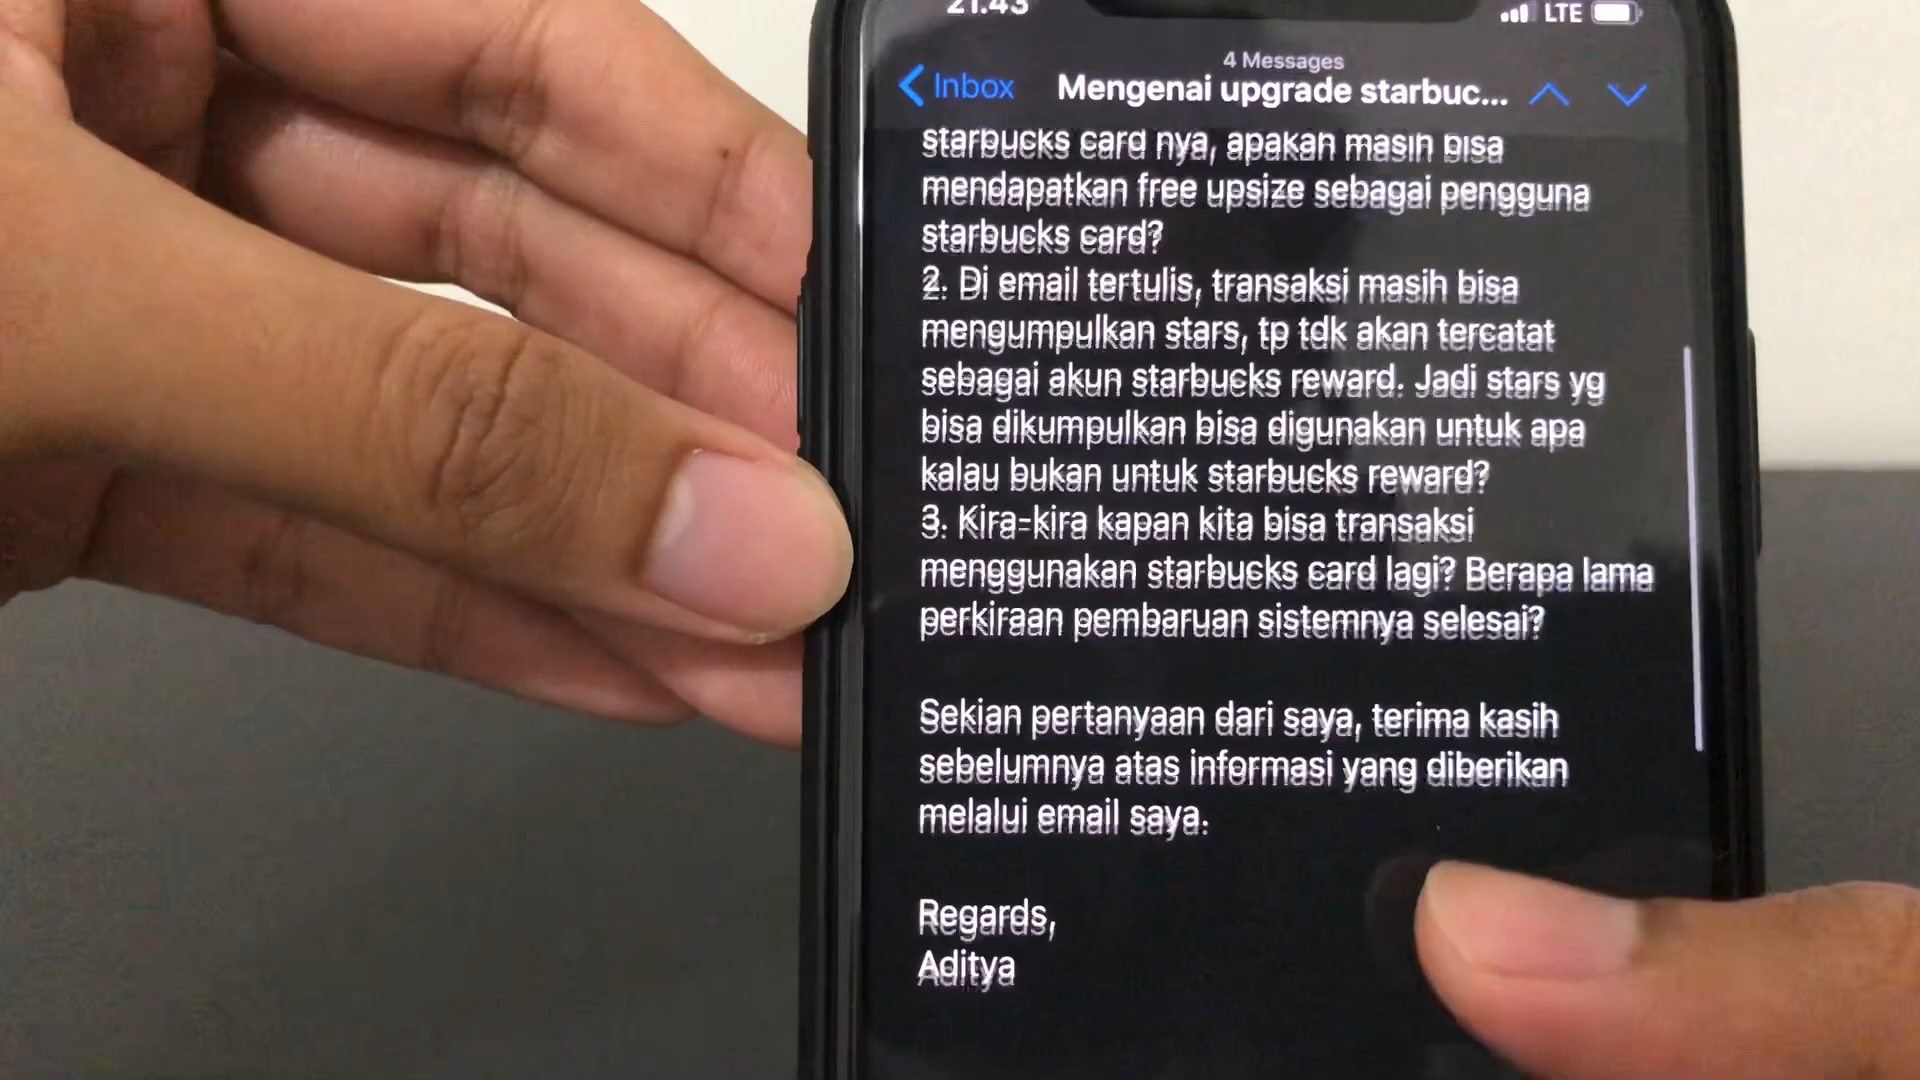 21.43
LTE
4 Messages
Inbox
Mengenai upgrade starbuc...
starbucks card nya, apakah masih bisa
mendapatkan free upsize sebagai pengguna
starbucks card?
2. Di email tertulis, transaksi masih bisa
mengumpulkan stars, tp tdk akan tercatat
sebagai akun starbucks reward. Jadi stars yg
bisa dikumpulkan bisa digunakan untuk apa
kalau bukan untuk starbucks reward?
3. Kira-kira kapan kita bisa transaksi
menggunakan starbucks card lagi? Berapa lama
perkiraan pembaruan sistemnya selesai?
Sekian pertanyaan dari saya, terima kasih
sebelumnya atas informasi yang diberikan
melalui email saya.
Regards,
Aditya